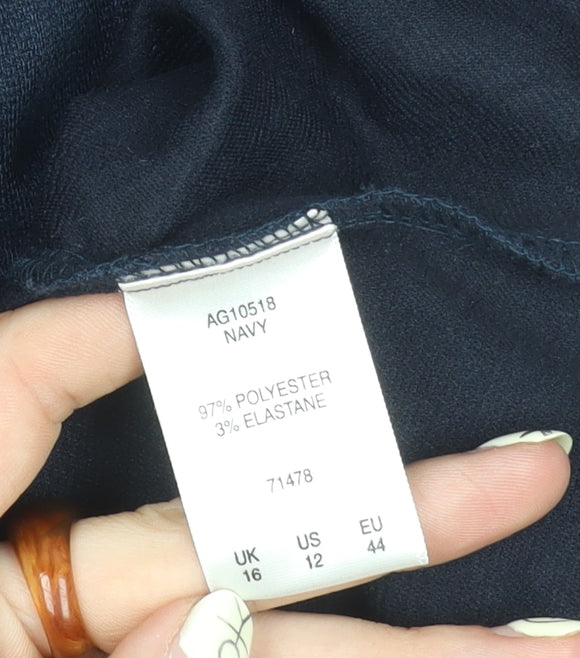 AG10518
NAVY
97% POLYESTER
3% ELASTANE
71478
UK US EU
16 12 44